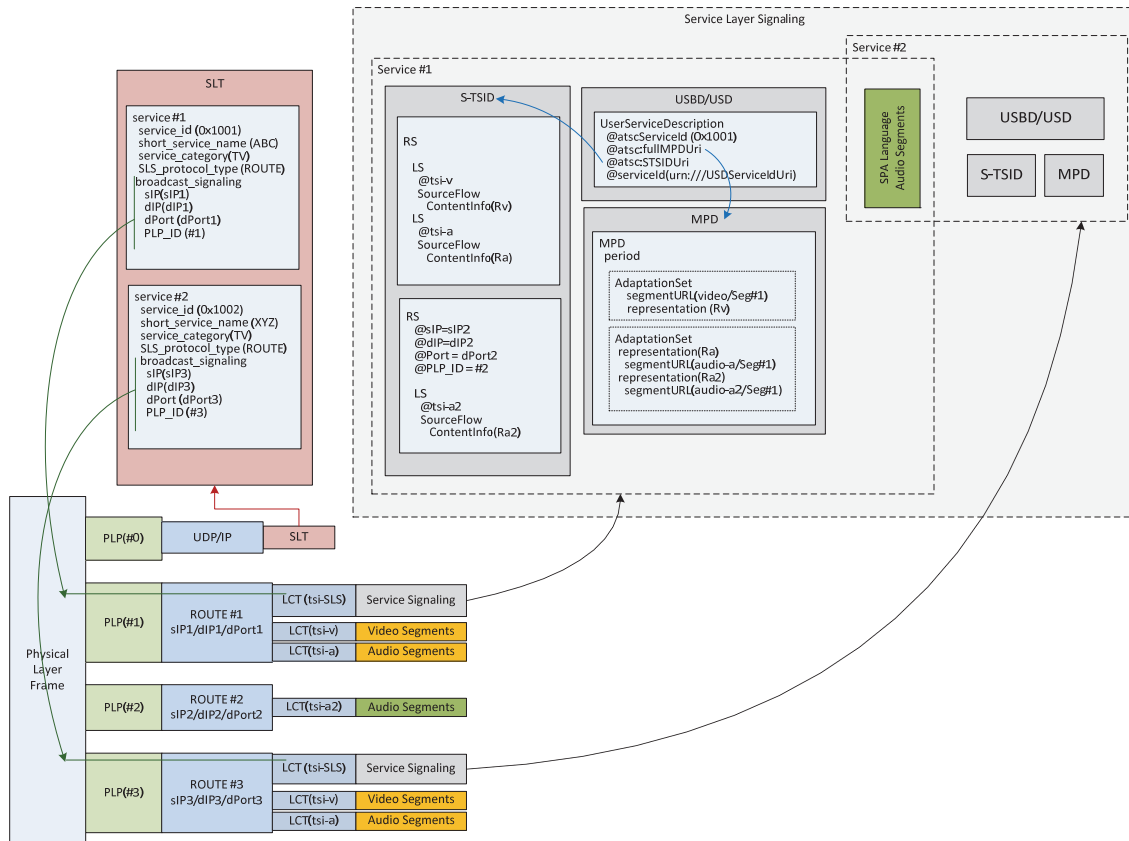 Service Layer Signaling
Service #2
Service #1
SLT
service #1
service_id (0x1001)
short_service_name (ABC)
service_category(TV)
SLS_protocol_type (ROUTE)
broadcast_signaling
sIP(sIP1)
dIP(dIP1)
dPort (dPort1)
PLP_ID (#1)
service #2
service_id (0x1002)
short_service_name (XYZ)
service_category(TV)
SLS_protocol_type (ROUTE)
broadcast_signaling
sIP(sIP3)
dIP(dIP3)
dPort (dPort3)
PLP_ID (#3)
S-TSID
RS
LS
@tsi-v
SourceFlow
ContentInfo(Rv)
LS
@tsi-a
SourceFlow
ContentInfo(Ra)
RS
@sIP=sIP2
@dIP=dIP2
@Port = dPort2
@PLP_ID = #2
LS
@tsi-a2
SourceFlow
ContentInfo(Ra2)
USBD/USD
UserServiceDescription
@atscServiceId (0x1001)
@atsc:fullMPDUri
@atsc:STSIDUri
@serviceId(urn:///USDServiceIdUri)
MPD
MPD
period
AdaptationSet
segmentURL(video/Seg#1)
representation (Rv)
AdaptationSet
representation(Ra)
segmentURL(audio-a/Seg#1)
representation(Ra2)
segmentURL(audio-a2/Seg#1)
SPA Language
Audio Segments
USBD/USD
S-TSID
MPD
Physical
Layer
Frame
PLP(#0)
UDP/IP
SLT
PLP(#1)
ROUTE #1
sIP1/dIP1/dPort1
LCT (tsi-SLS)
Service Signaling
LCT(tsi-v)
Video Segments
LCT(tsi-a)
Audio Segments
PLP(#2)
ROUTE #2
sIP2/dIP2/dPort2
LCT(tsi-a2)
Audio Segments
PLP(#3)
ROUTE #3
sIP3/dIP3/dPort3
LCT (tsi-SLS)
Service Signaling
LCT(tsi-v)
Video Segments
LCT(tsi-a)
Audio Segments